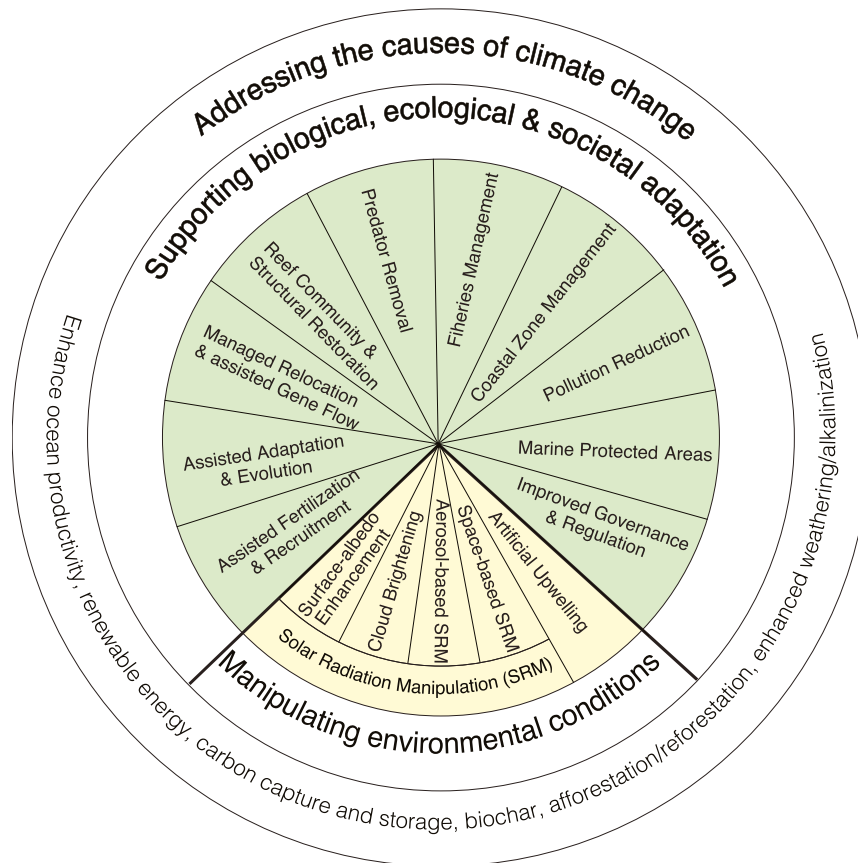 Addressing the causes of climate change
Supporting biological, ecological & societal adaptation
Predator Removal
Fiheries Management
Reef Community &
Structural Restoration
Coastal Zone Management
Managed Relocation
& assisted Gene Flow
Pollution Reduction
Assisted Adaptation
& Evolution
Marine Protected Areas
Assisted Fertilization
& Recruitment
Improved Governance
& Regulation
Surface-albedo
Enhancement
Cloud Brightening
Aerosol-based SRM
Space-based SRM
Artificial Upwelling
Solar Radiation Manipulation (SRM)
Manipulating environmental conditions
Enhance ocean productivity, renewable energy, carbon capture and storage, biochar, afforestation/reforestation, enhanced weathering/alkalinization